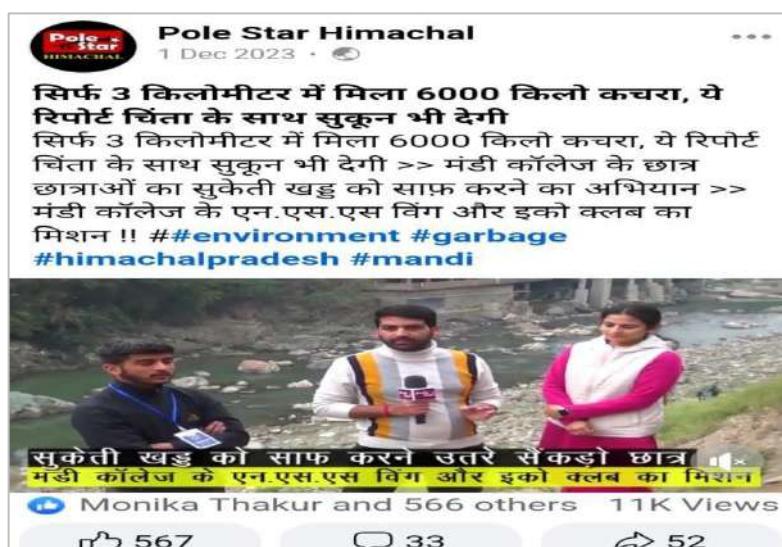 Pole Star
HIMACHAL
Pole Star Himachal
1 Dec 2023
सिर्फ 3 किलोमीटर में मिला 6000 किलो कचरा, ये
रिपोर्ट चिंता के साथ सुकून भी देगी
सिर्फ 3 किलोमीटर में मिला 6000 किलो कचरा, ये रिपोर्ट
चिंता के साथ सुकून भी देगी >> मंडी कॉलेज के छात्र
छात्राओं का सुकेती खड्ड को साफ़ करने का अभियान >>
मंडी कॉलेज के एन.एस.एस विंग और इको क्लब का
मिशन !! ##environment #garbage
#himachalpradesh #mandi
सुकेती खड्ड को साफ करने उतरे सेंकड़ो छात्र
मंडी कॉलेज के एन.एस.एस विंग और इको क्लब का मिशन
Monika Thakur and 566 others 11K Views
567 33 52